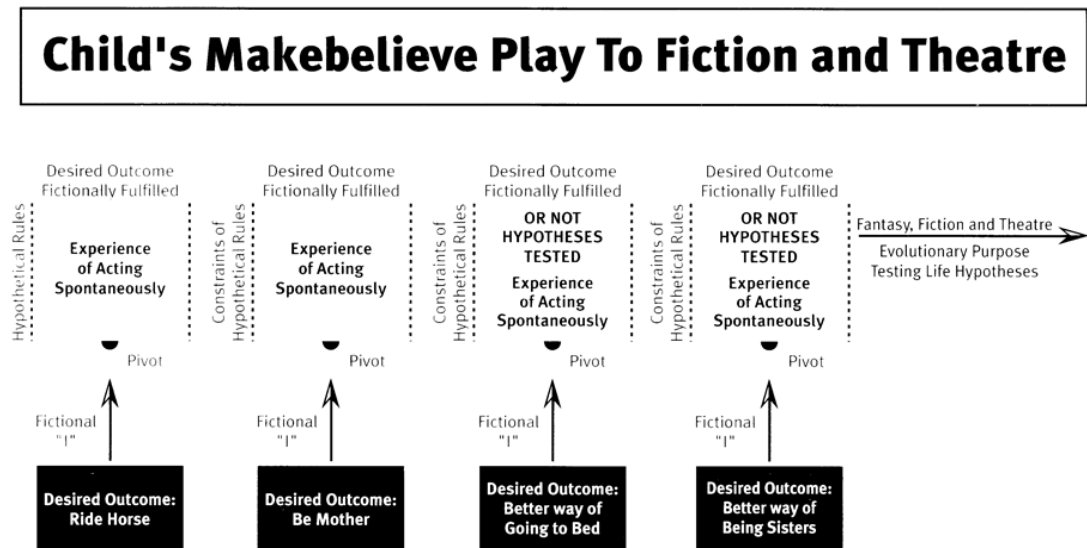 Child's Makebelieve Play To Fiction and Theatre
Desired Outcome
Fictionally Fulfilled
Hypothetical Rules
Experience
of Acting
Spontaneously
Pivot
Fictional
"I"
Desired Outcome:
Ride Horse
Desired Outcome
Fictionally Fulfilled
Constraints of
Hypothetical Rules
Experience
of Acting
Spontaneously
Pivot
Fictional
"I"
Desired Outcome:
Be Mother
Desired Outcome
Fictionally Fulfilled
Constraints of
Hypothetical Rules
OR NOT
HYPOTHESES
TESTED
Experience
of Acting
Spontaneously
Pivot
Fictional
"I"
Desired Outcome:
Better way of
Going to Bed
Desired Outcome
Fictionally Fulfilled
Constraints of
Hypothetical Rules
OR NOT
HYPOTHESES
TESTED
Experience
of Acting
Spontaneously
Pivot
Fictional
"I"
Desired Outcome:
Better way of
Being Sisters
Fantasy, Fiction and Theatre
Evolutionary Purpose
Testing Life Hypotheses